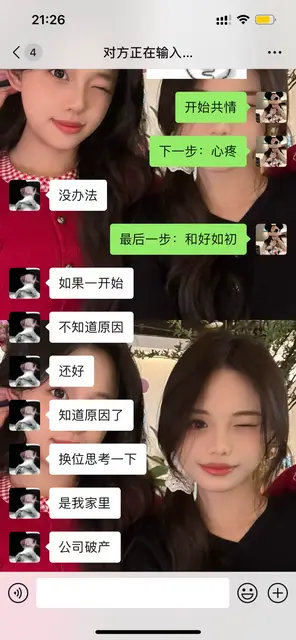 21:26
4
对方正在输入...
开始共情
下一步：心疼
没办法
最后一步：和好如初
如果一开始
不知道原因
还好
知道原因了
换位思考一下
是我家里
公司破产